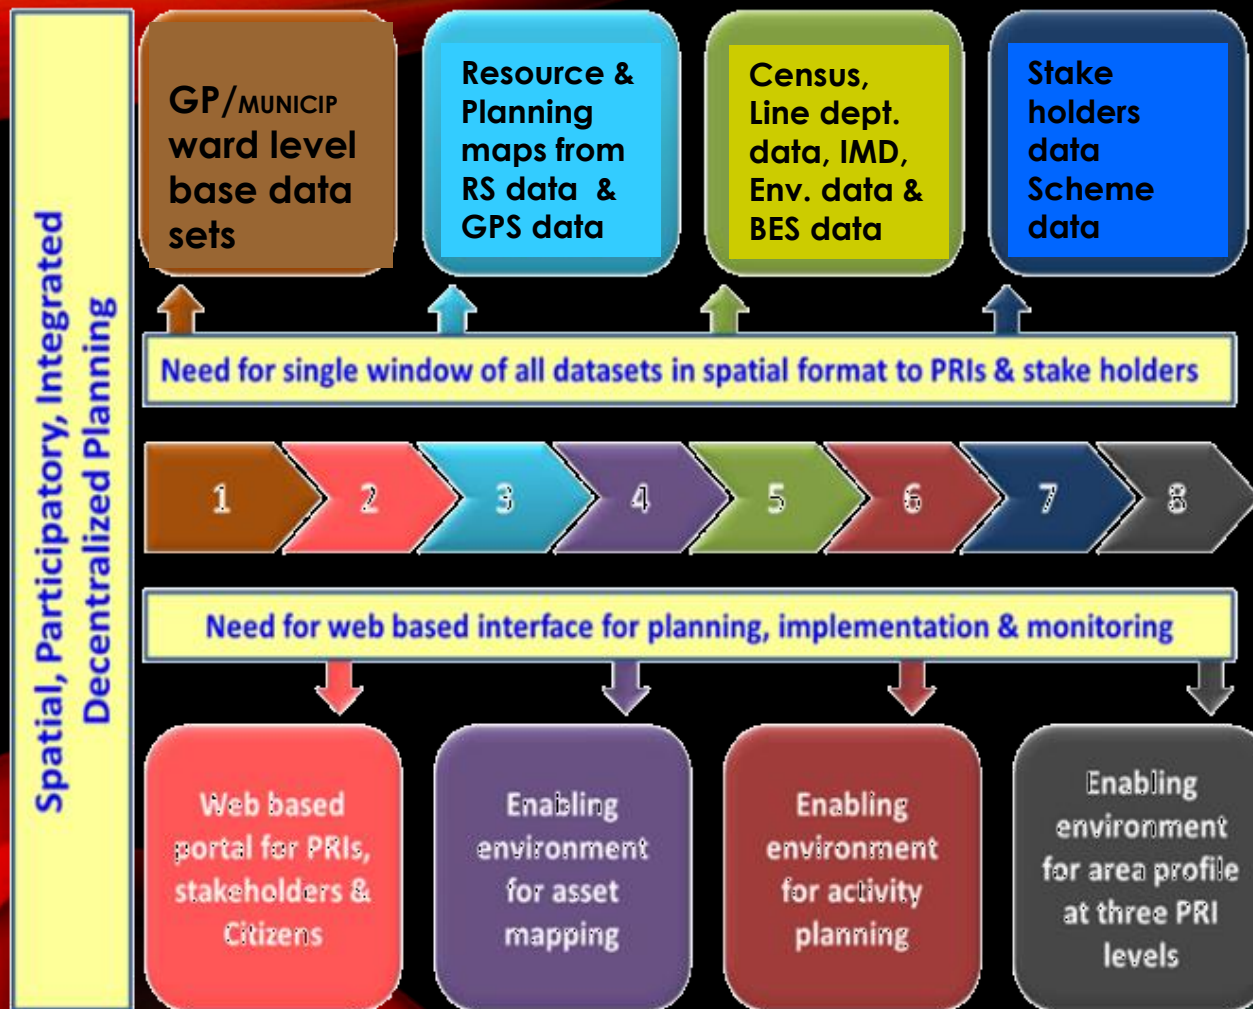 Spatial, Participatory, Integrated
Decentralized Planning
GP/MUNICIP
ward level
base data
sets
Resource &
Planning
maps from
RS data &
GPS data
Census,
Line dept.
data, IMD,
Env. data &
BES data
Stake
holders
data
Scheme
data
Need for single window of all datasets in spatial format to PRIs & stake holders
1 2 3 4 5 6 7 8
Need for web based interface for planning, implementation & monitoring
Web based
portal for PRIs,
stakeholders &
Citizens
Enabling
environment
for asset
mapping
Enabling
environment
for activity
planning
Enabling
environment
for area profile
at three PRI
levels